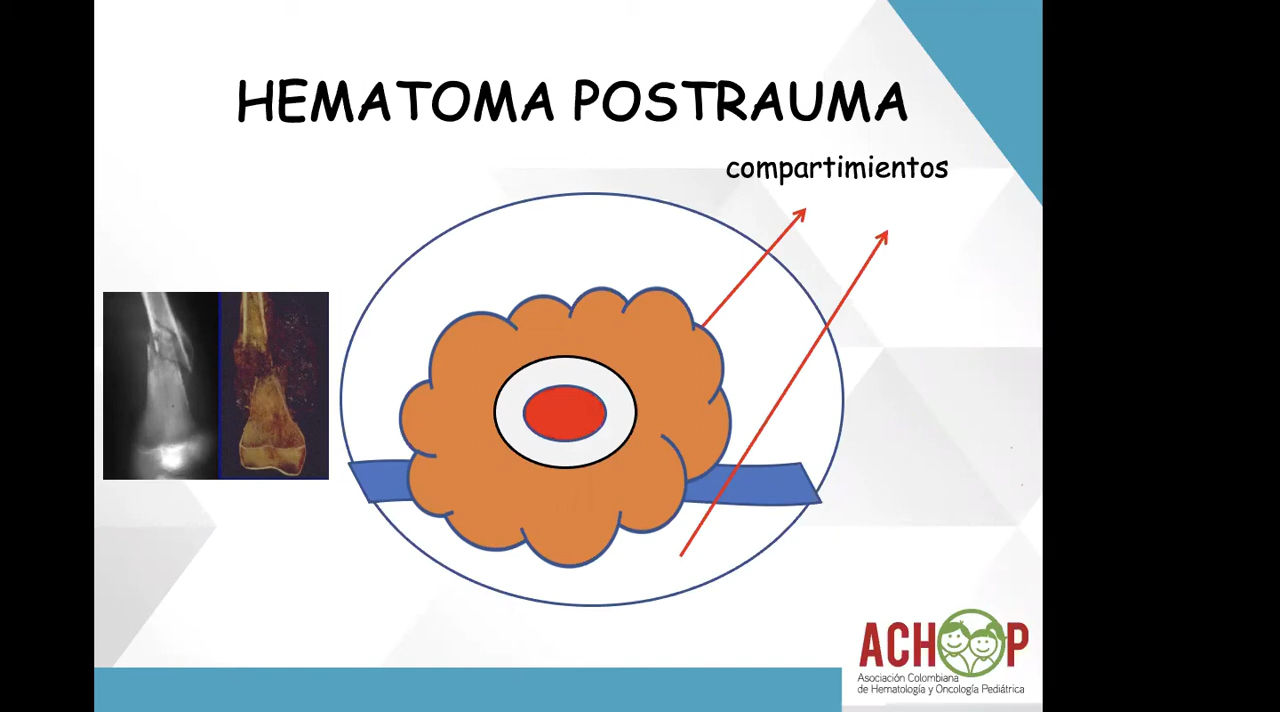 HEMATOMA POSTRAUMA
compartimientos
ACHOP
Asociación Colombiana
de Hematología y Oncología Pediátrica